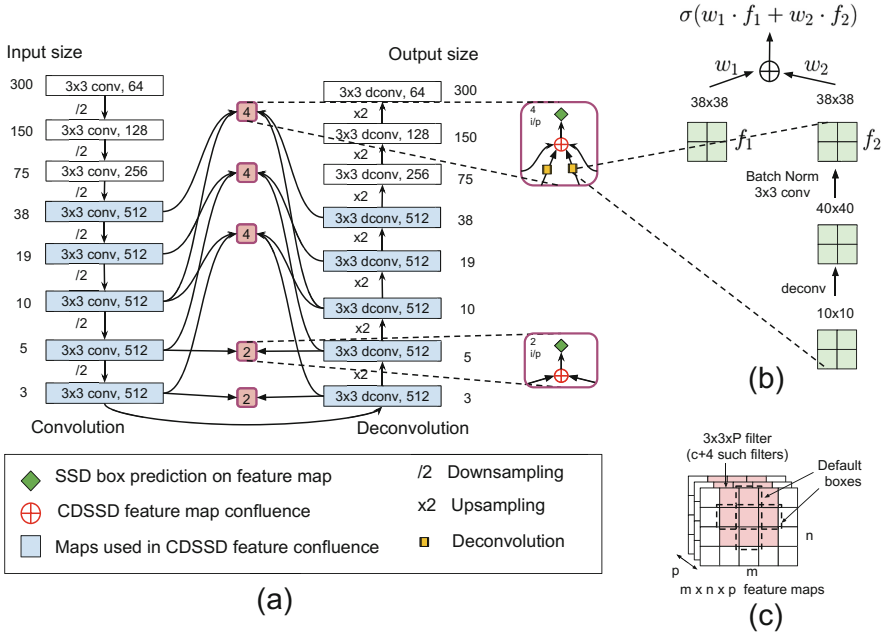 Input size
Output size
300
3x3 conv, 64
/2
150
3x3 conv, 128
/2
75
3x3 conv, 256
/2
38
3x3 conv, 512
/2
19
3x3 conv, 512
/2
10
3x3 conv, 512
/2
5
3x3 conv, 512
/2
3
3x3 conv, 512
Convolution
4
4
4
2
2
3x3 dconv, 64
300
x2
3x3 dconv, 128
150
x2
3x3 dconv, 256
75
x2
3x3 dconv, 512
38
x2
3x3 dconv, 512
19
x2
3x3 dconv, 512
10
x2
3x3 dconv, 512
5
x2
3x3 dconv, 512
3
Deconvolution
4
i/p
2
i/p
SSD box prediction on feature map
CDSSD feature map confluence
Maps used in CDSSD feature confluence
/2 Downsampling
x2 Upsampling
Deconvolution
(a)
σ(w₁ · f₁ + w₂ · f₂)
w₁
w₂
38x38
38x38
f₁
f₂
Batch Norm
3x3 conv
40x40
deconv
10x10
(b)
3x3xP filter
(c+4 such filters)
Default
boxes
n
p
m
m x n x p feature maps
(c)